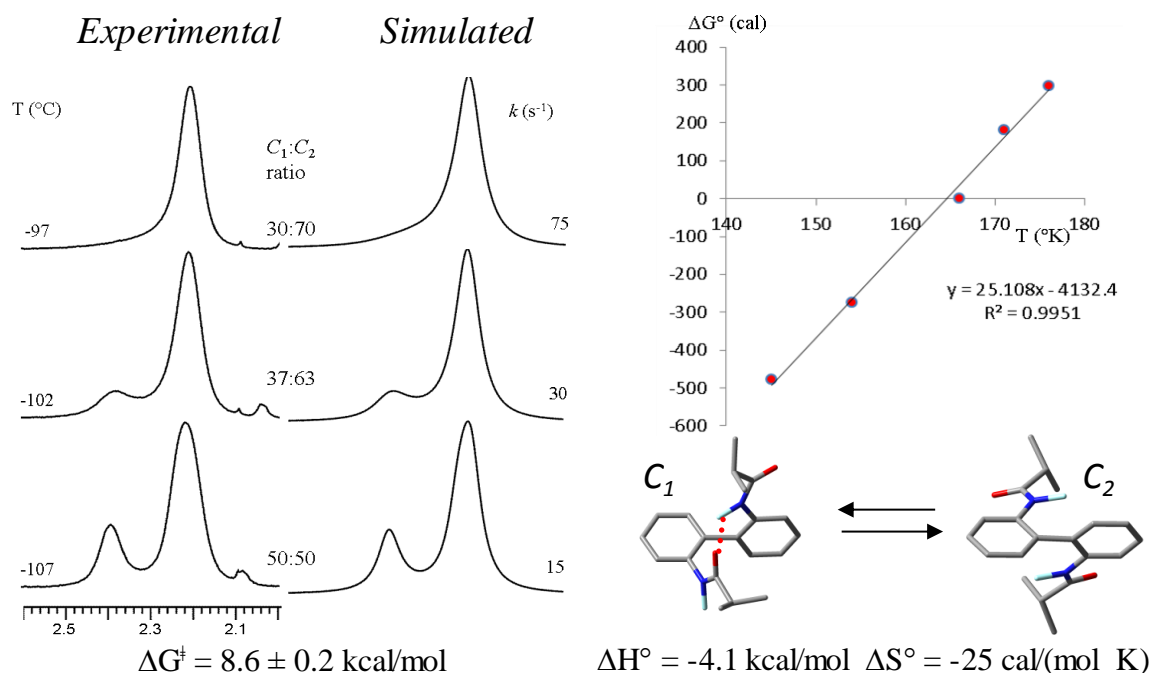 Experimental
Simulated
T (°C)
k (s⁻¹)
C₁:C₂
ratio
-97
30:70
75
-102
37:63
30
-107
50:50
15
2.5
2.3
2.1
ΔG‡ = 8.6 ± 0.2 kcal/mol
ΔG° (cal)
400
300
200
100
0
-100
-200
-300
-400
-500
-600
140
150
160
170
180
T (°K)
y = 25.108x - 4132.4
R² = 0.9951
C₁
C₂
ΔH° = -4.1 kcal/mol ΔS° = -25 cal/(mol K)